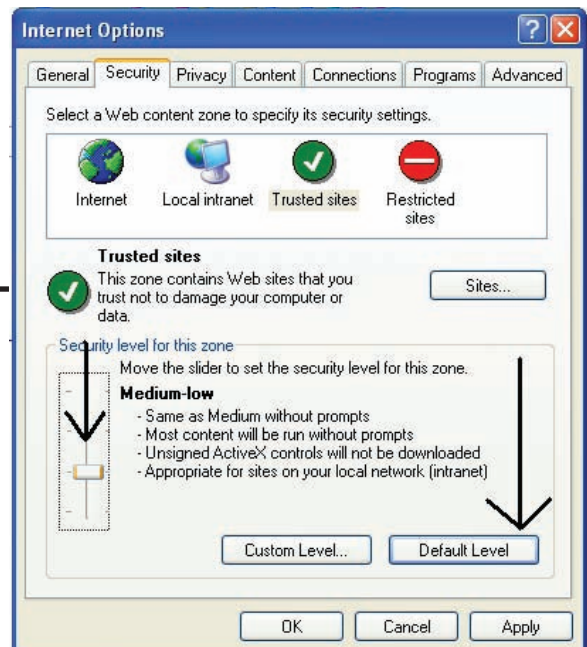 Internet Options
General Security Privacy Content Connections Programs Advanced
Select a Web content zone to specify its security settings.
Internet Local intranet Trusted sites Restricted
sites
Trusted sites
This zone contains Web sites that you
trust not to damage your computer or
data.
Sites...
Security level for this zone
Move the slider to set the security level for this zone.
Medium-low
- Same as Medium without prompts
- Most content will be run without prompts
- Unsigned ActiveX controls will not be downloaded
- Appropriate for sites on your local network (intranet)
Custom Level... Default Level
OK Cancel Apply